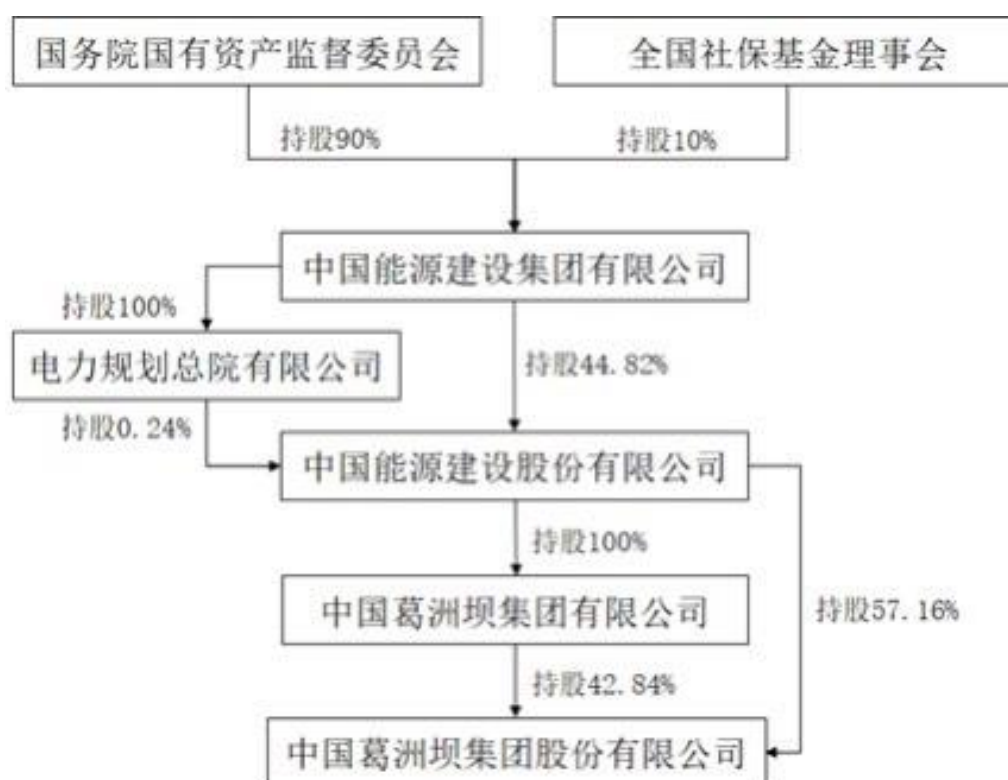 国务院国有资产监督委员会
全国社保基金理事会
持股90%
持股10%
中国能源建设集团有限公司
持股100%
电力规划总院有限公司
持股44.82%
持股0.24%
中国能源建设股份有限公司
持股100%
中国葛洲坝集团有限公司
持股57.16%
持股42.84%
中国葛洲坝集团股份有限公司